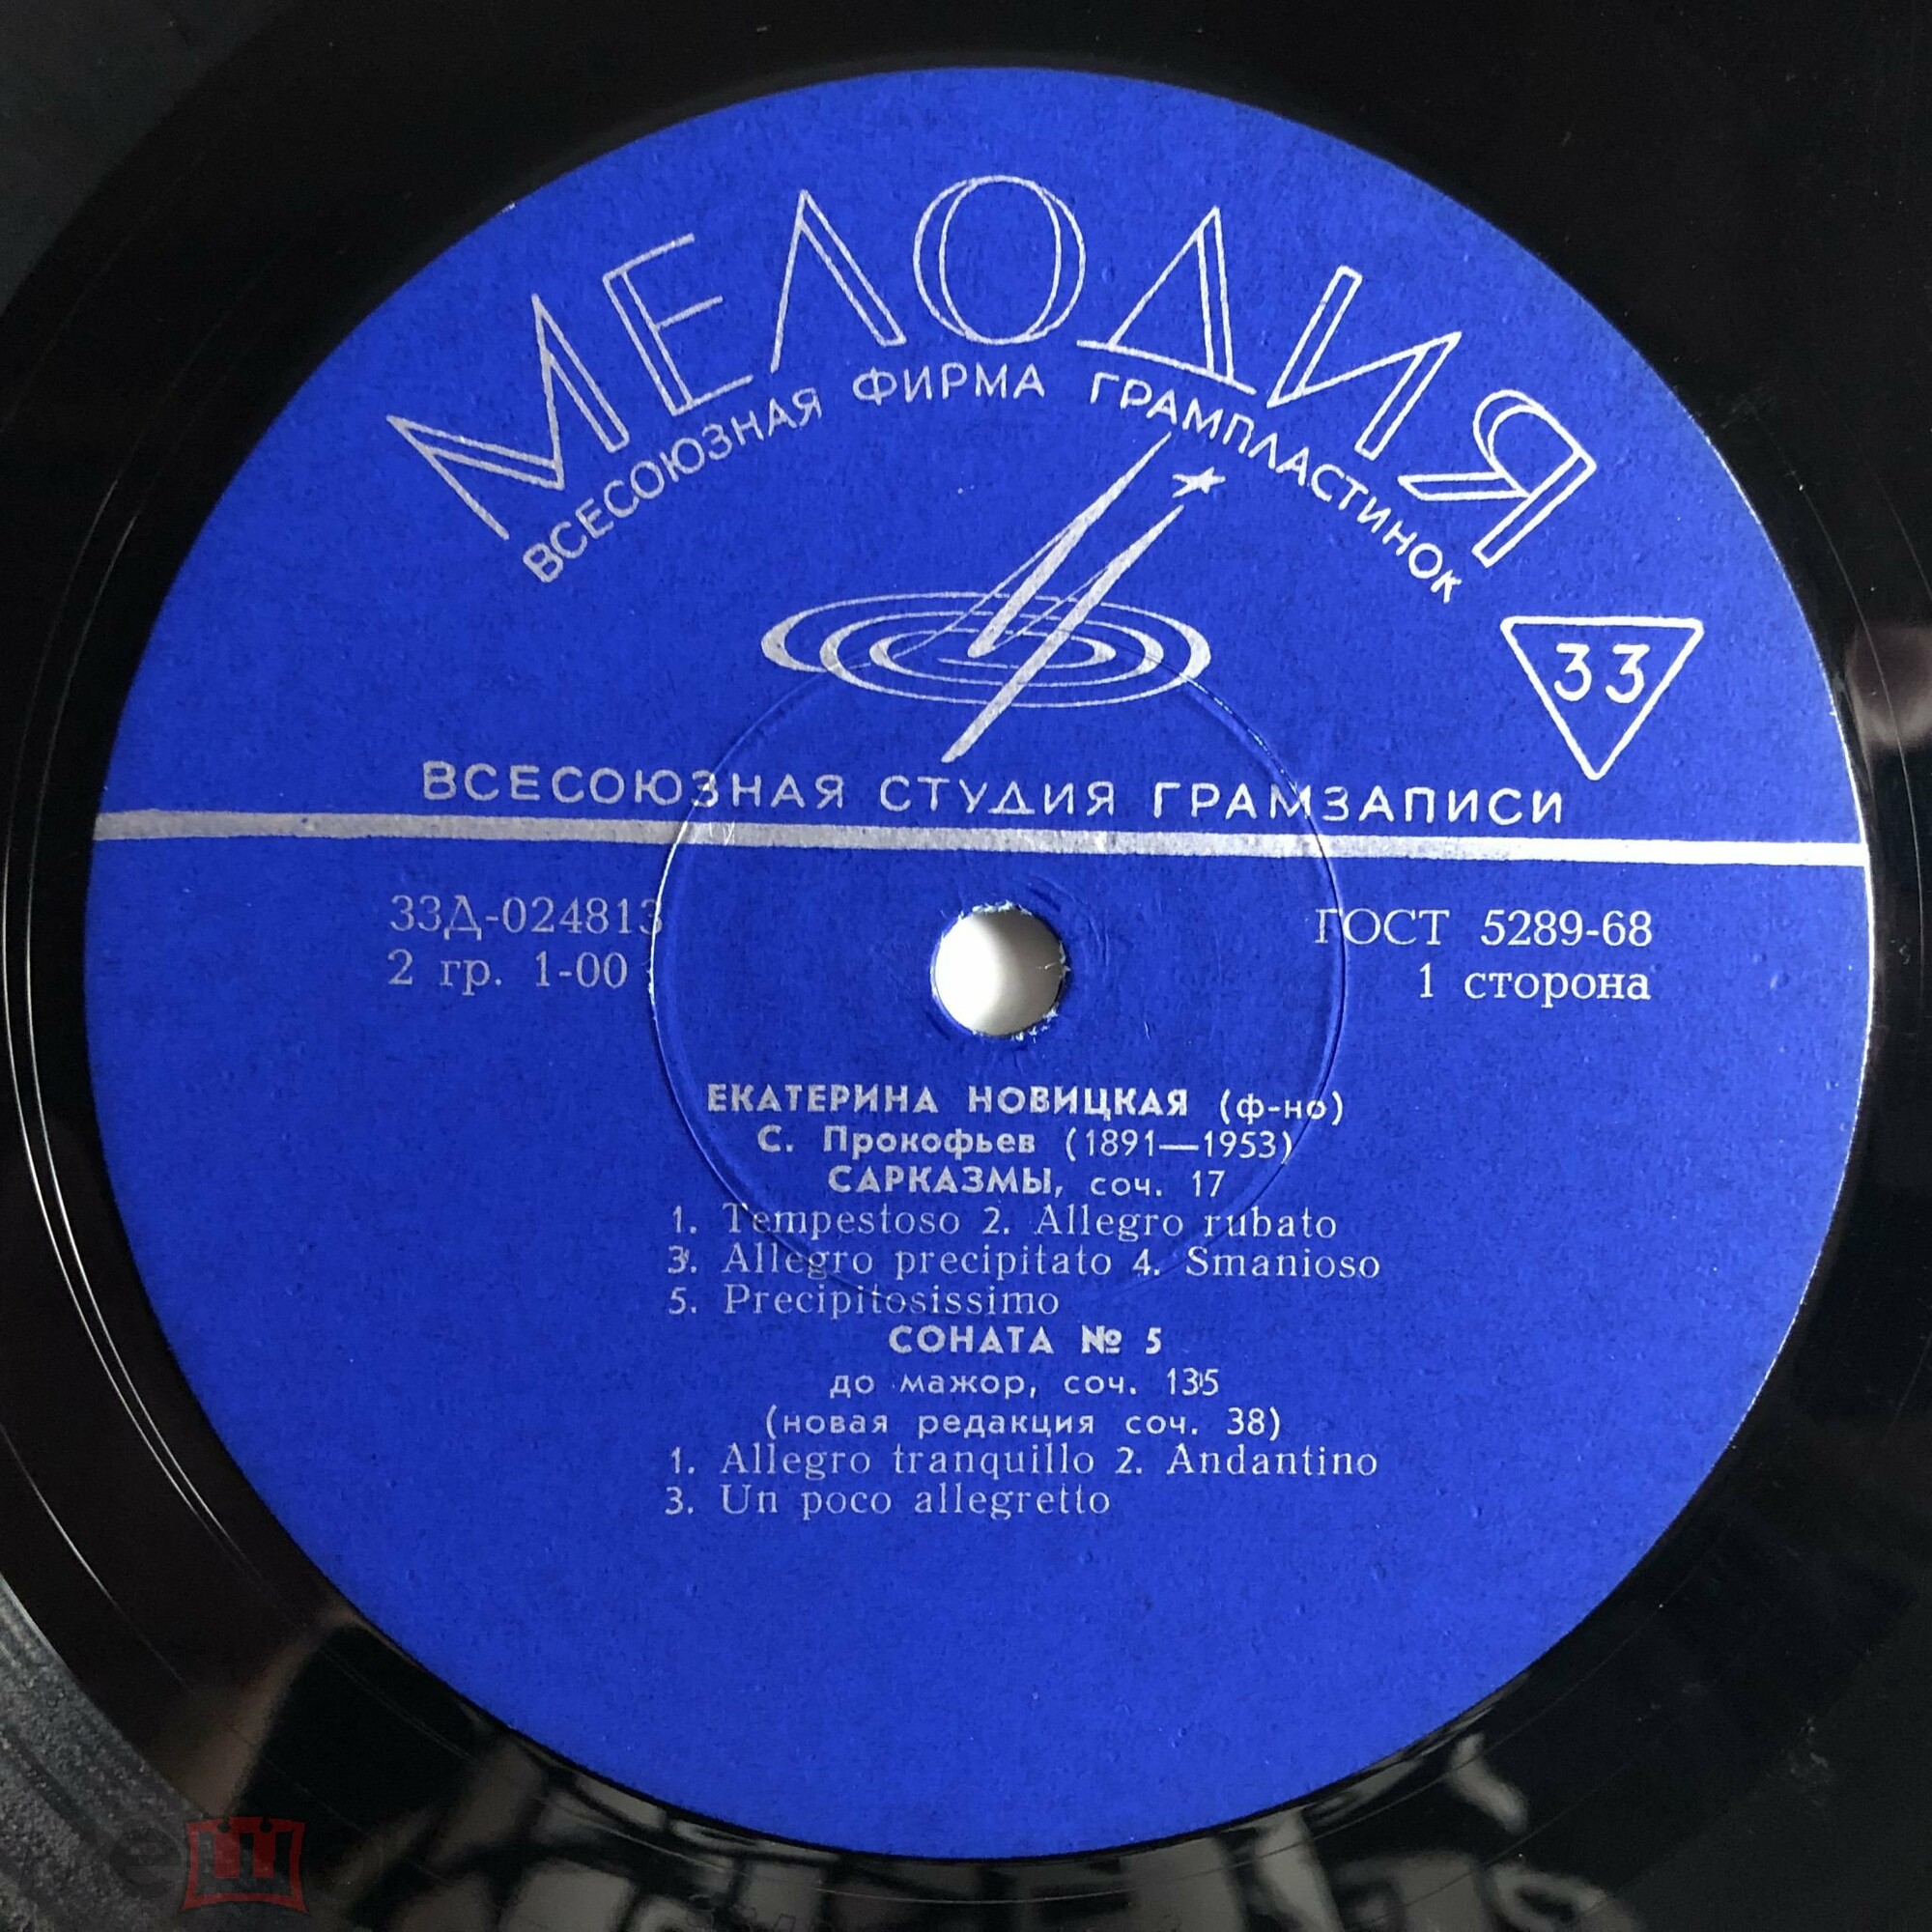 МЕЛОДИЯ
ВСЕСОЮЗНАЯ ФИРМА ГРАМПЛАСТИНОК
33
ВСЕСОЮЗНАЯ СТУДИЯ ГРАМЗАПИСИ
33Д-024813
ГОСТ 5289-68
2 гр. 1-00
1 сторона
ЕКАТЕРИНА НОВИЦКАЯ (ф-но)
С. Прокофьев (1891—1953)
САРКАЗМЫ, соч. 17
1. Tempestoso 2. Allegro rubato
3. Allegro precipitato 4. Smanioso
5. Precipitosissimo
СОНАТА № 5
до мажор, соч. 135
(новая редакция соч. 38)
1. Allegro tranquillo 2. Andantino
3. Un poco allegretto